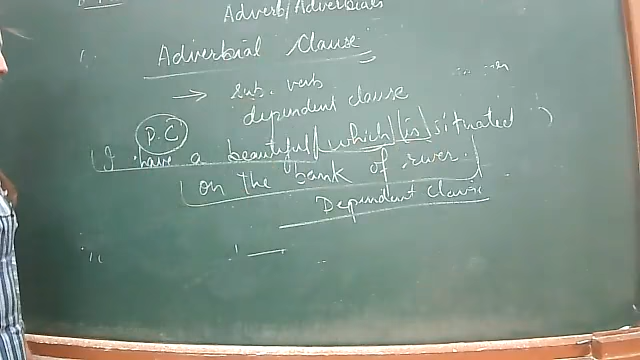 Adverb/Adverbials
Adverbial Clause
→ sub. verb
dependent clause
P.C
(I have a beautiful (which) (is) situated
(on the bank of river.)
Dependent Clause